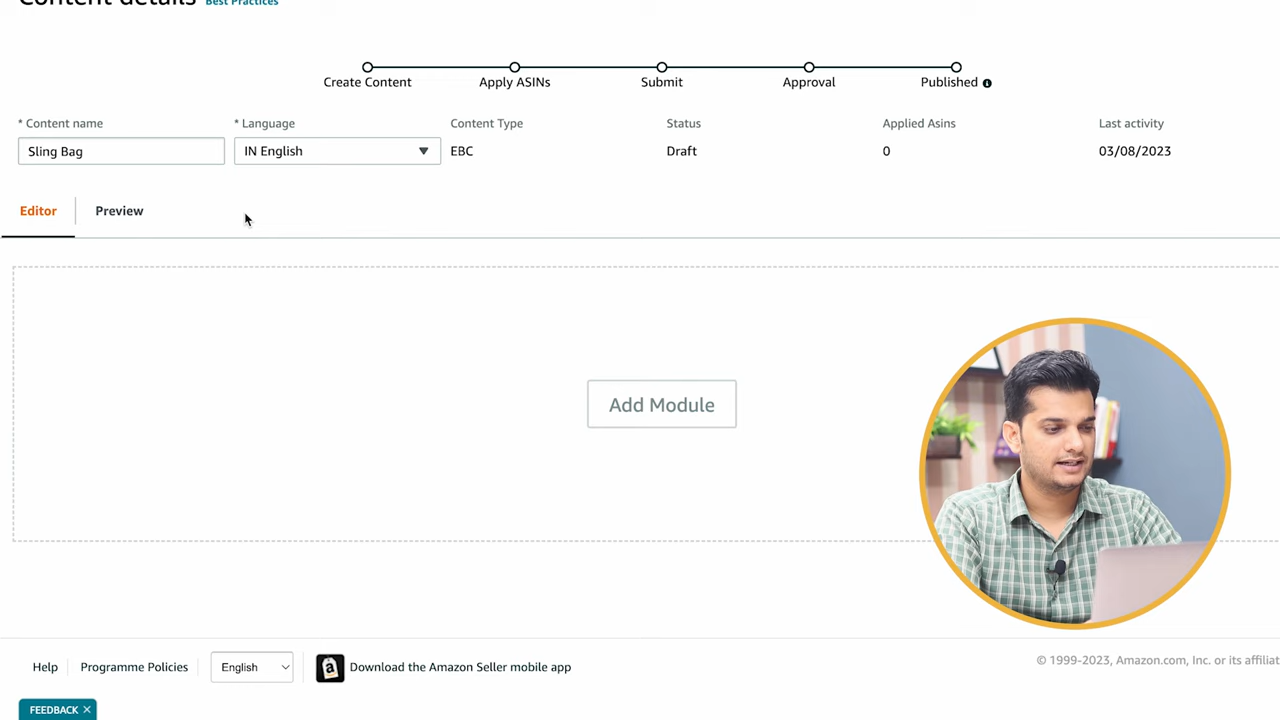 Content details Best Practices
Create Content Apply ASINs Submit Approval Published
* Content name * Language Content Type Status Applied Asins Last activity
Sling Bag IN English EBC Draft 0 03/08/2023
Editor Preview
Add Module
Help Programme Policies English Download the Amazon Seller mobile app © 1999-2023, Amazon.com, Inc. or its affiliat
FEEDBACK ×